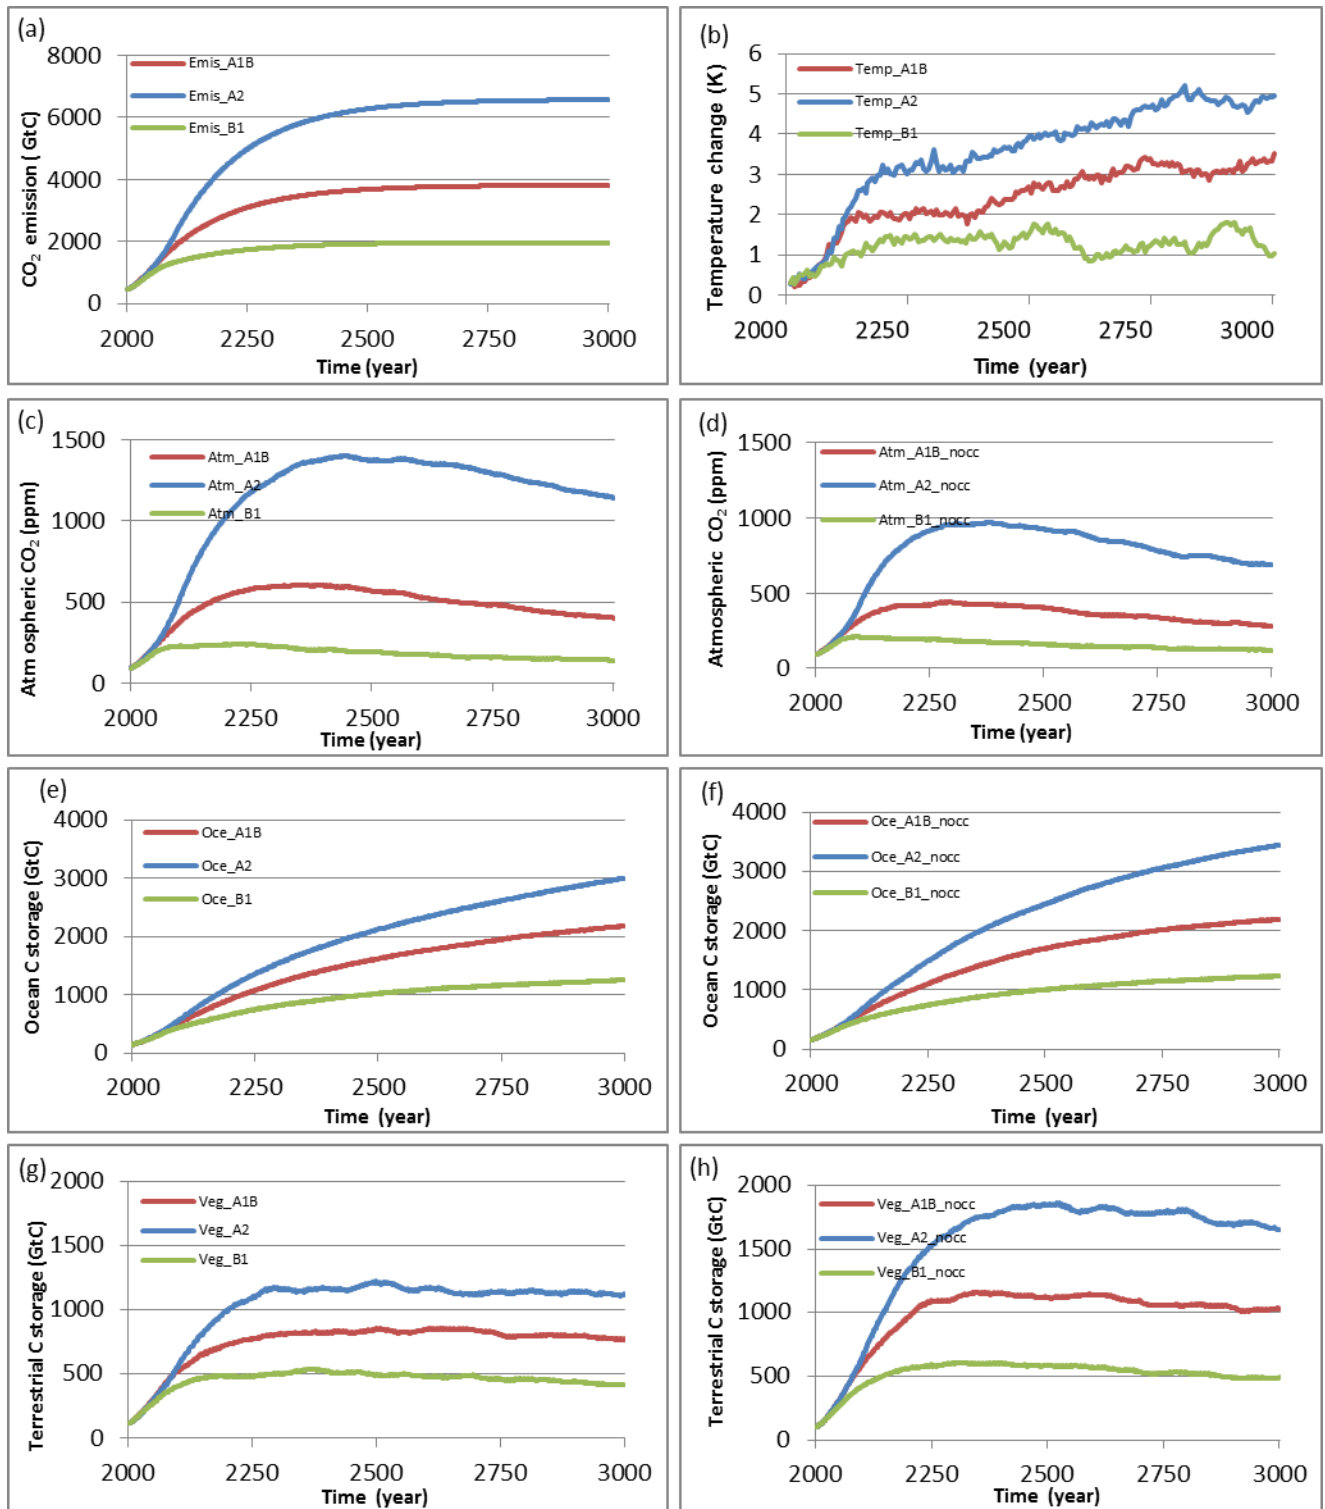 (a)
8000
6000
4000
2000
0
CO₂ emission ( GtC)
Emis_A1B
Emis_A2
Emis_B1
2000 2250 2500 2750 3000
Time (year)
(b)
6
5
4
3
2
1
0
Temperature change (K)
Temp_A1B
Temp_A2
Temp_B1
2000 2250 2500 2750 3000
Time (year)
(c)
1500
1000
500
0
Atmospheric CO₂ (ppm)
Atm_A1B
Atm_A2
Atm_B1
2000 2250 2500 2750 3000
Time (year)
(d)
1500
1000
500
0
Atmospheric CO₂ (ppm)
Atm_A1B_nocc
Atm_A2_nocc
Atm_B1_nocc
2000 2250 2500 2750 3000
Time (year)
(e)
4000
3000
2000
1000
0
Ocean C storage (GtC)
Oce_A1B
Oce_A2
Oce_B1
2000 2250 2500 2750 3000
Time (year)
(f)
4000
3000
2000
1000
0
Ocean C storage (GtC)
Oce_A1B_nocc
Oce_A2_nocc
Oce_B1_nocc
2000 2250 2500 2750 3000
Time (year)
(g)
2000
1500
1000
500
0
Terrestrial C storage (GtC)
Veg_A1B
Veg_A2
Veg_B1
2000 2250 2500 2750 3000
Time (year)
(h)
2000
1500
1000
500
0
Terrestrial C storage (GtC)
Veg_A1B_nocc
Veg_A2_nocc
Veg_B1_nocc
2000 2250 2500 2750 3000
Time (year)